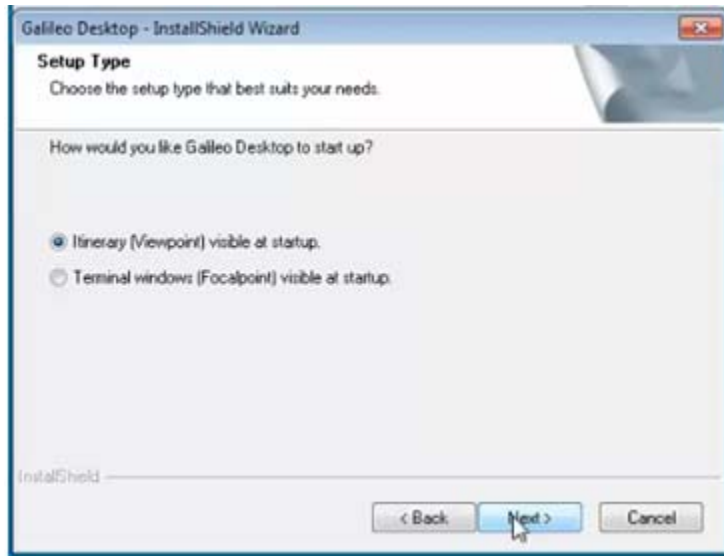 Galileo Desktop - InstallShield Wizard
Setup Type
Choose the setup type that best suits your needs.
How would you like Galileo Desktop to start up?
Itinerary (Viewpoint) visible at startup.
Terminal windows (Focalpoint) visible at startup.
InstallShield
< Back Next > Cancel